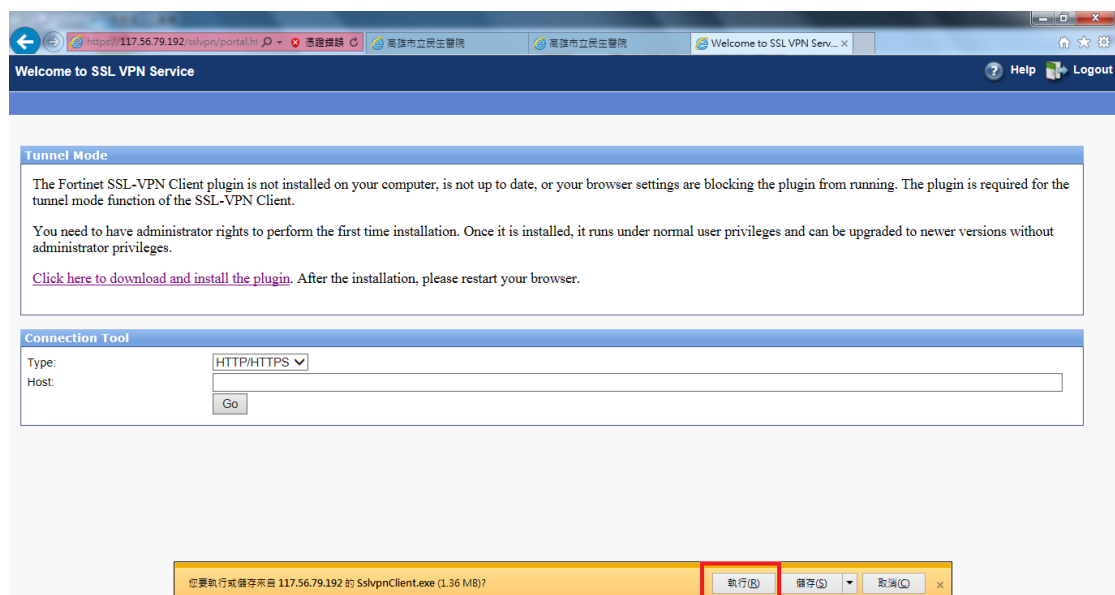 https://117.56.79.192/sslvpn/portal.ht
憑證錯誤
高雄市立民生醫院
高雄市立民生醫院
Welcome to SSL VPN Serv...
Welcome to SSL VPN Service
Help
Logout
Tunnel Mode
The Fortinet SSL-VPN Client plugin is not installed on your computer, is not up to date, or your browser settings are blocking the plugin from running. The plugin is required for the
tunnel mode function of the SSL-VPN Client.
You need to have administrator rights to perform the first time installation. Once it is installed, it runs under normal user privileges and can be upgraded to newer versions without
administrator privileges.
Click here to download and install the plugin. After the installation, please restart your browser.
Connection Tool
Type:
HTTP/HTTPS
Host:
Go
您要執行或儲存來自 117.56.79.192 的 SslvpnClient.exe (1.36 MB)?
執行(R)
儲存(S)
取消(C)